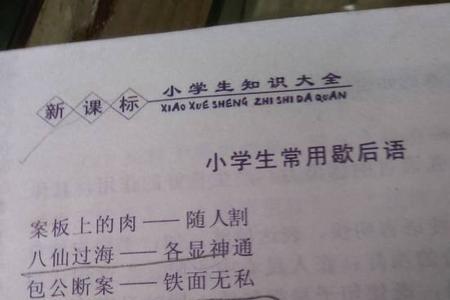 新课标
小学生知识大全
XIAO XUE SHENG ZHI SHI DA QUAN
小学生常用歇后语
案板上的肉——随人割
八仙过海——各显神通
包公断案——铁面无私